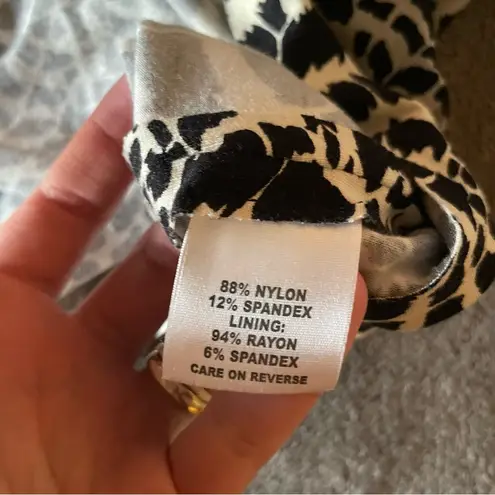 88% NYLON
12% SPANDEX
LINING:
94% RAYON
6% SPANDEX
CARE ON REVERSE